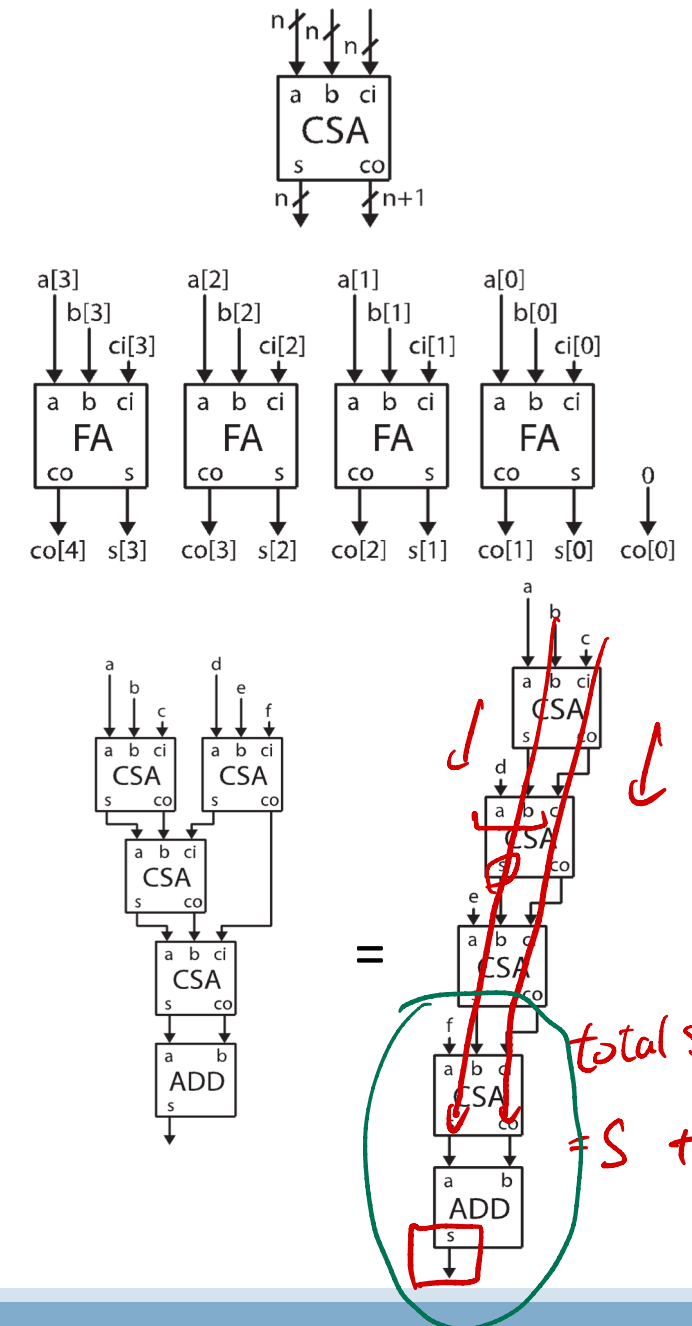 n n n
a b ci
CSA
s co
n n+1
a[3] a[2] a[1] a[0]
b[3] b[2] b[1] b[0]
ci[3] ci[2] ci[1] ci[0]
a b ci a b ci a b ci a b ci
FA FA FA FA
co s co s co s co s 0
co[4] s[3] co[3] s[2] co[2] s[1] co[1] s[0] co[0]
a d
b e
c f
a b ci a b ci
CSA CSA
s co s co
a b ci
CSA
s co
a b ci
CSA
s co
a b
ADD
s
=
a
b
c
a b ci
CSA
s co
d
a b c
CSA
s co
e
a b c
CSA
co
f
a b c
CSA
co
a b
ADD
s
total s
= S +